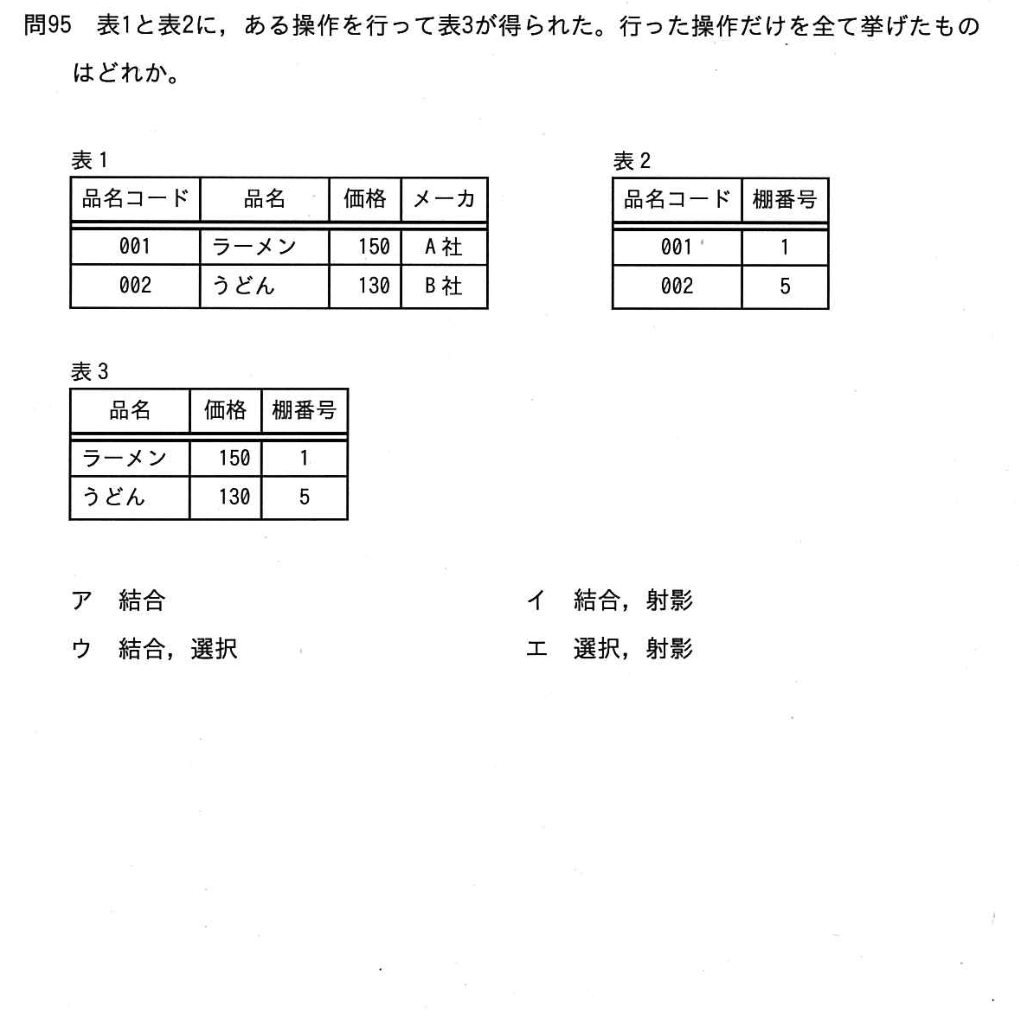 問95　表1と表2に，ある操作を行って表3が得られた。行った操作だけを全て挙げたもの
はどれか。
表1
品名コード　品名　価格　メーカ
001　ラーメン　150　A社
002　うどん　130　B社
表2
品名コード　棚番号
001　1
002　5
表3
品名　価格　棚番号
ラーメン　150　1
うどん　130　5
ア　結合　イ　結合，射影
ウ　結合，選択　エ　選択，射影